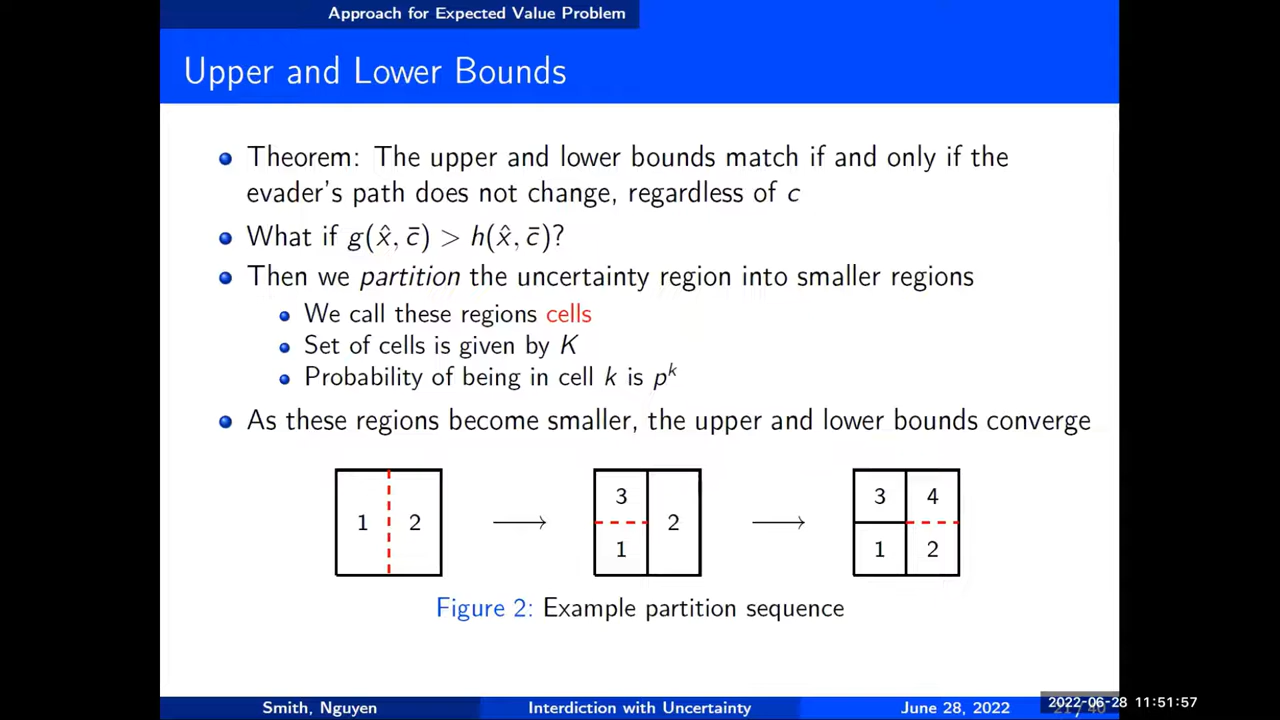 Approach for Expected Value Problem
Upper and Lower Bounds
Theorem: The upper and lower bounds match if and only if the
evader's path does not change, regardless of c
What if g(x̂, c̄) > h(x̂, c̄)?
Then we partition the uncertainty region into smaller regions
We call these regions cells
Set of cells is given by K
Probability of being in cell k is pᵏ
As these regions become smaller, the upper and lower bounds converge
1 2 ⟶ 3 1 2 ⟶ 3 4 1 2
Figure 2: Example partition sequence
Smith, Nguyen Interdiction with Uncertainty June 28, 2022
2022-06-28 11:51:57